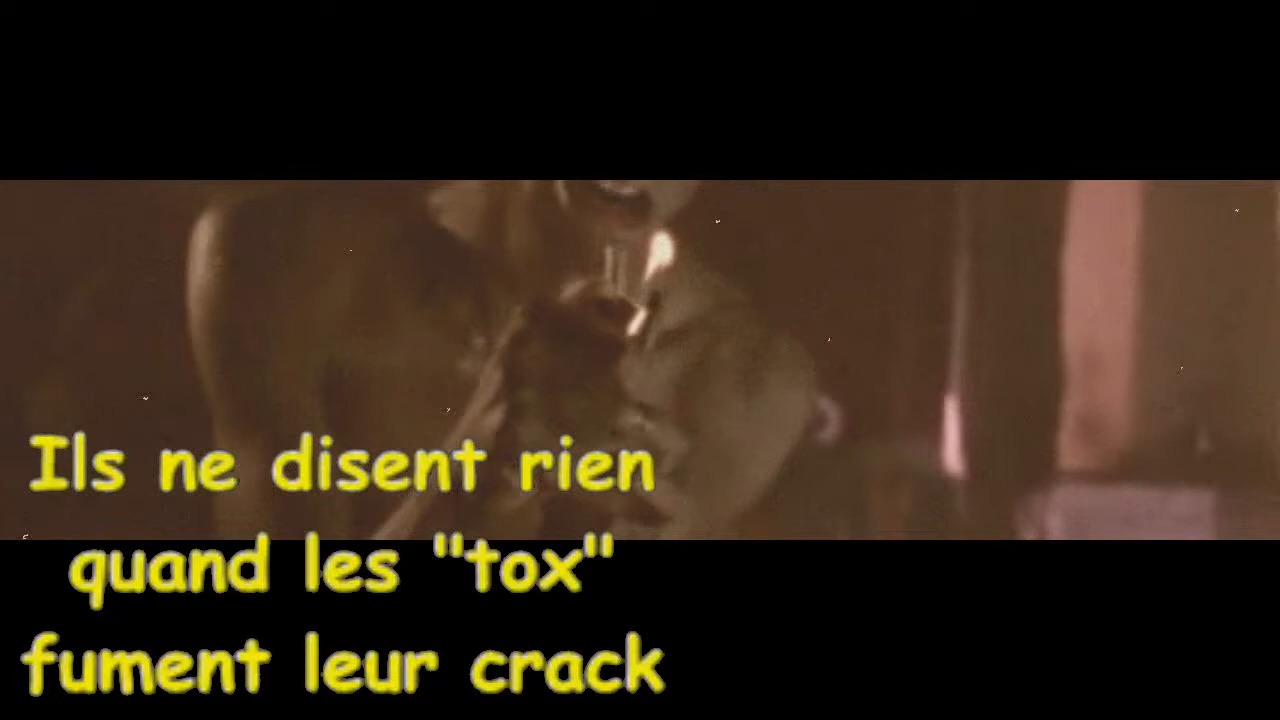 Ils ne disent rien
quand les "tox"
fument leur crack